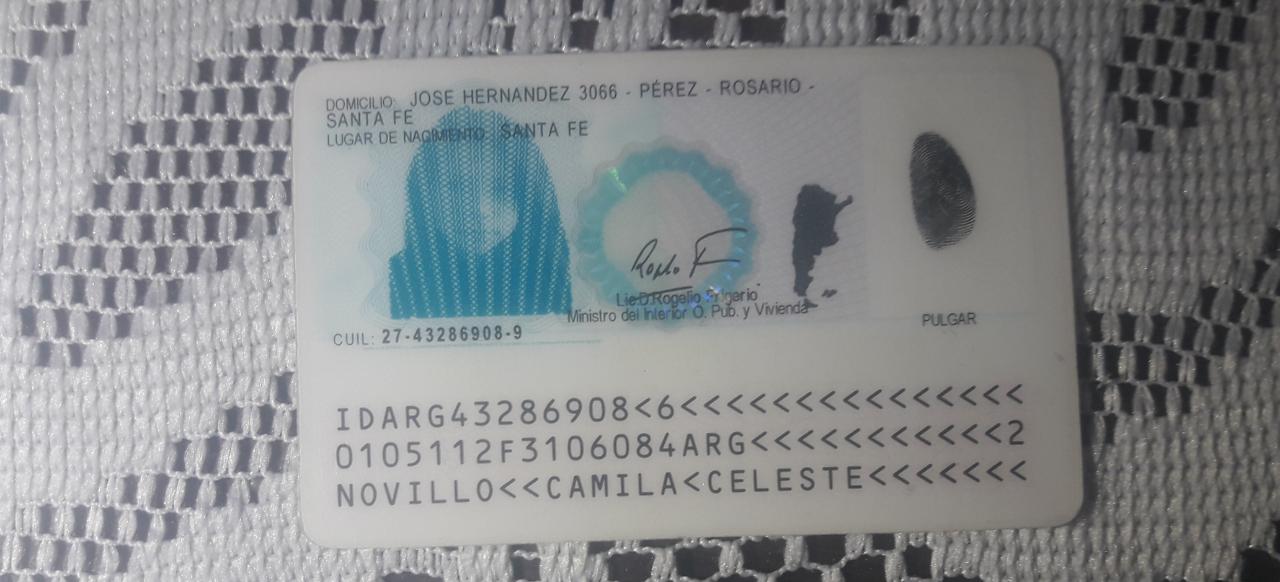 DOMICILIO: JOSE HERNANDEZ 3066 - PÉREZ - ROSARIO -
SANTA FE
LUGAR DE NACIMIENTO: SANTA FE
Lic. Rogelio Frigerio
Ministro del Interior O. Pub. y Vivienda
CUIL: 27-43286908-9
PULGAR
IDARG43286908<6<<<<<<<<<<<<<<<
0105112F3106084ARG<<<<<<<<<<<2
NOVILLO<<CAMILA<CELESTE<<<<<<<